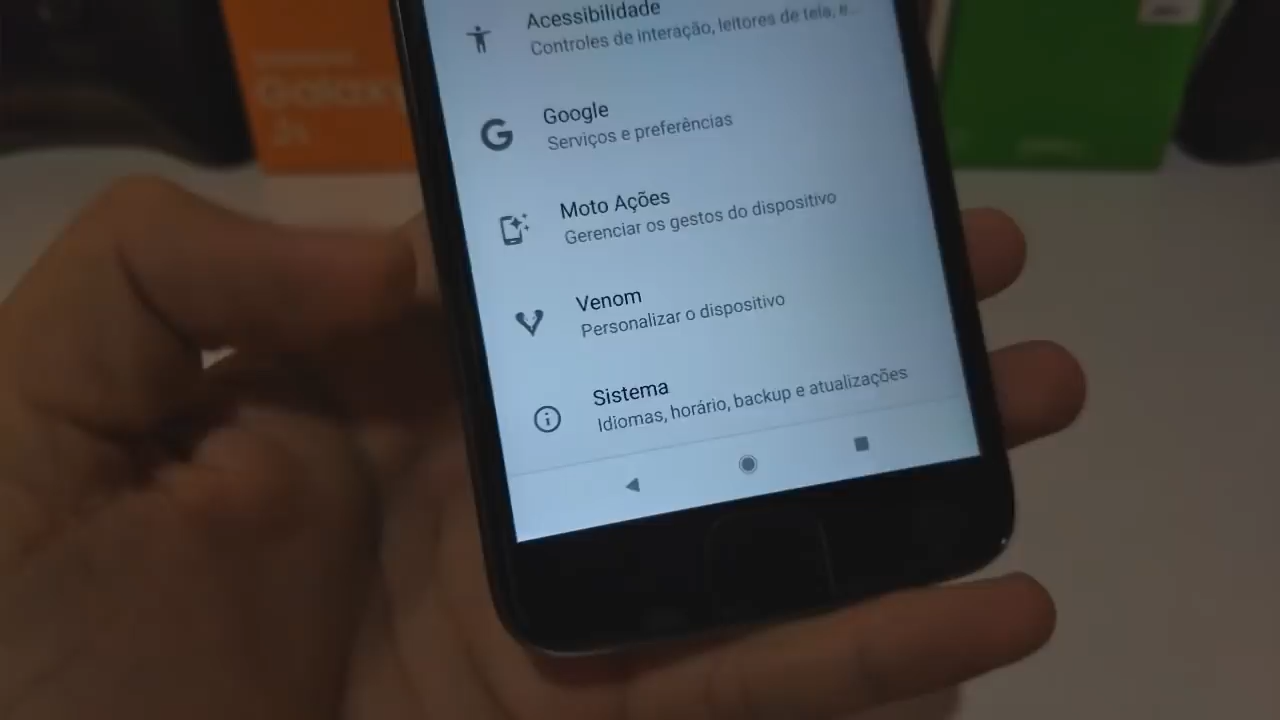 Acessibilidade
Controles de interação, leitores de tela, e...
Google
Serviços e preferências
Moto Ações
Gerenciar os gestos do dispositivo
Venom
Personalizar o dispositivo
Sistema
Idiomas, horário, backup e atualizações
Galaxy